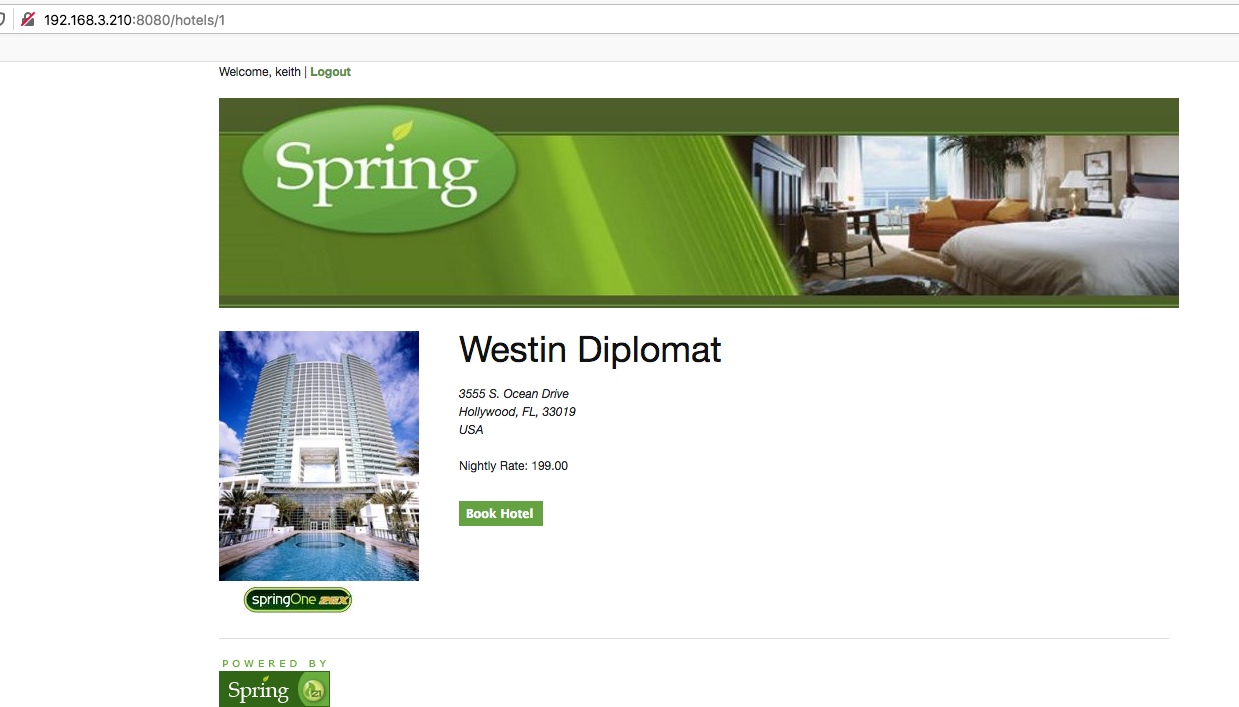 192.168.3.210:8080/hotels/1
Welcome, keith | Logout
Spring
Westin Diplomat
3555 S. Ocean Drive
Hollywood, FL, 33019
USA
Nightly Rate: 199.00
Book Hotel
springOne 2GX
POWERED BY
Spring